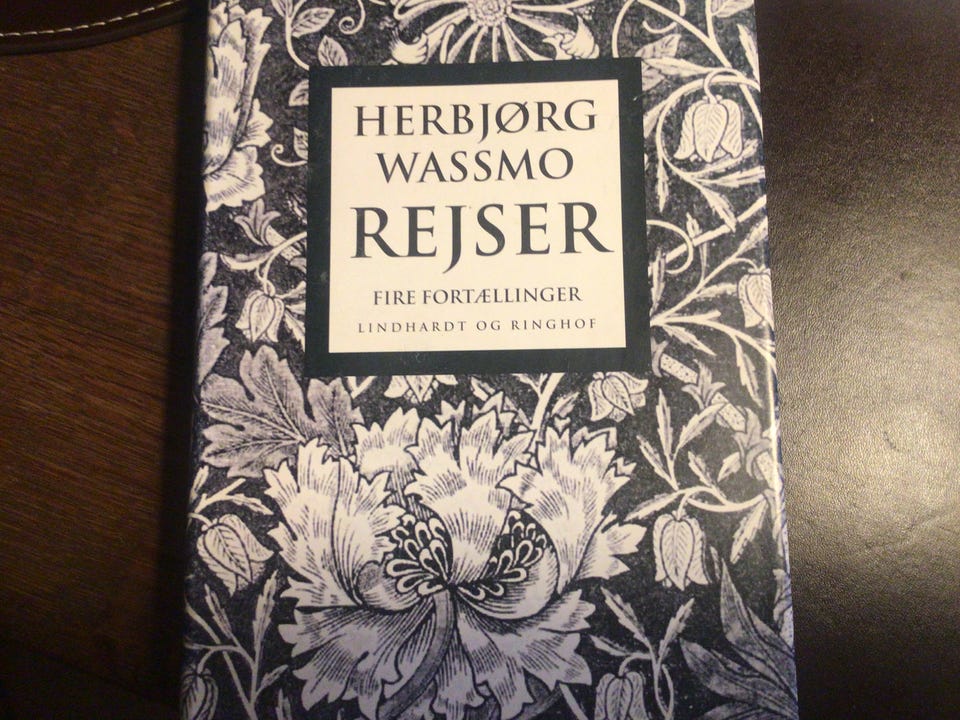 HERBJØRG
WASSMO
REJSER
FIRE FORTÆLLINGER
LINDHARDT OG RINGHOF